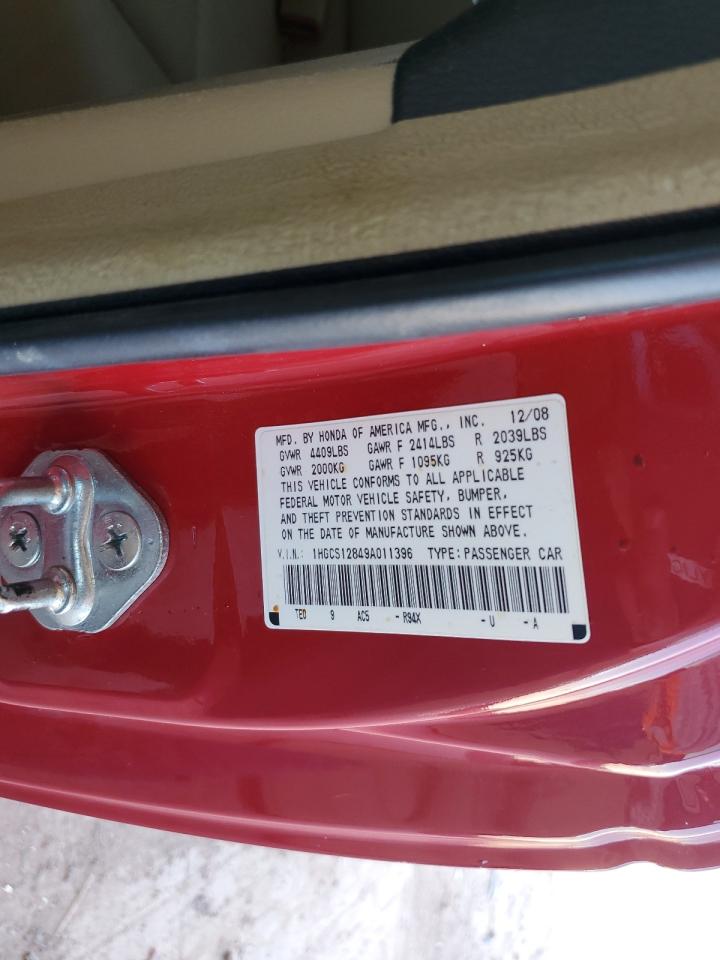 MFD. BY HONDA OF AMERICA MFG., INC. 12/08
GVWR 4409LBS GAWR F 2414LBS R 2039LBS
GVWR 2000KG GAWR F 1095KG R 925KG
THIS VEHICLE CONFORMS TO ALL APPLICABLE
FEDERAL MOTOR VEHICLE SAFETY, BUMPER,
AND THEFT PREVENTION STANDARDS IN EFFECT
ON THE DATE OF MANUFACTURE SHOWN ABOVE.
V.I.N.: 1HGCS12849A011396 TYPE: PASSENGER CAR
TE0 9 AC5 - R94X - U - A